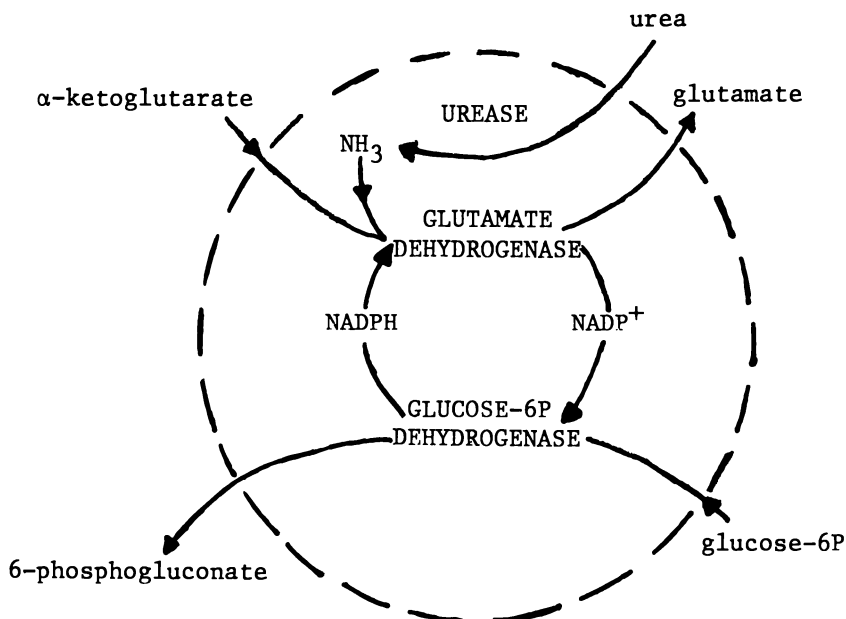 urea
α-ketoglutarate
glutamate
UREASE
NH3
GLUTAMATE
DEHYDROGENASE
NADPH
NADP+
GLUCOSE-6P
DEHYDROGENASE
glucose-6P
6-phosphogluconate